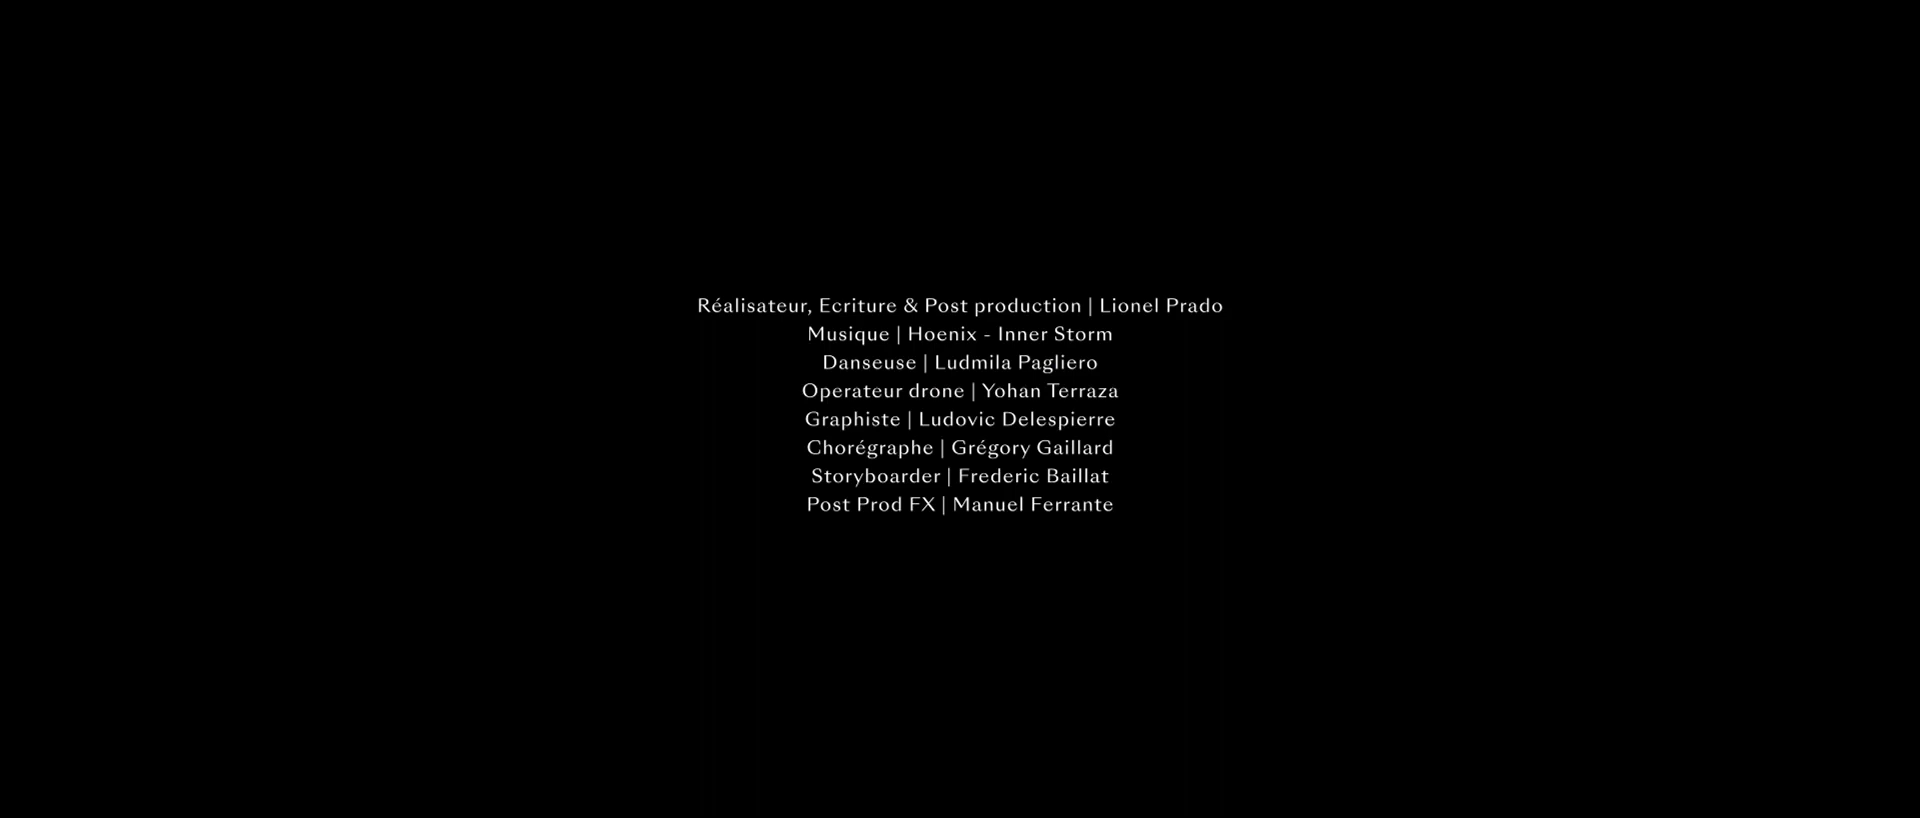 Réalisateur, Ecriture & Post production | Lionel Prado
Musique | Hoenix - Inner Storm
Danseuse | Ludmila Pagliero
Operateur drone | Yohan Terraza
Graphiste | Ludovic Delespierre
Chorégraphe | Grégory Gaillard
Storyboarder | Frederic Baillat
Post Prod FX | Manuel Ferrante